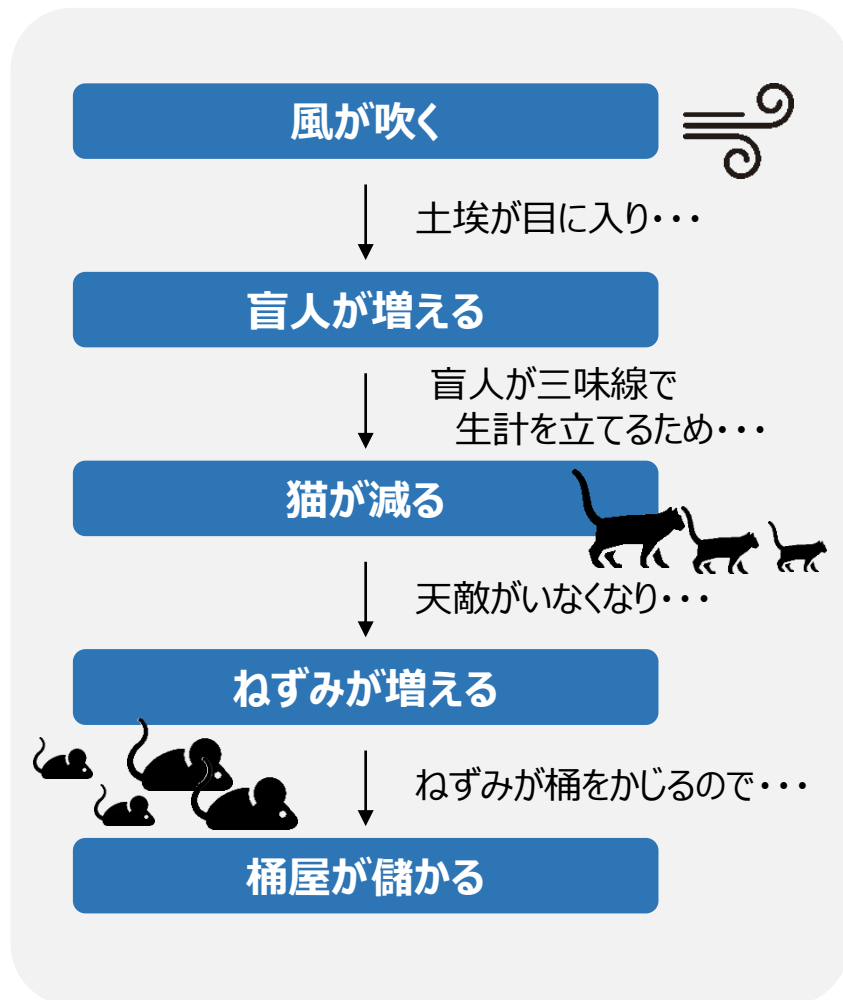 風が吹く
土埃が目に入り・・・
盲人が増える
盲人が三味線で
生計を立てるため・・・
猫が減る
天敵がいなくなり・・・
ねずみが増える
ねずみが桶をかじるので・・・
桶屋が儲かる